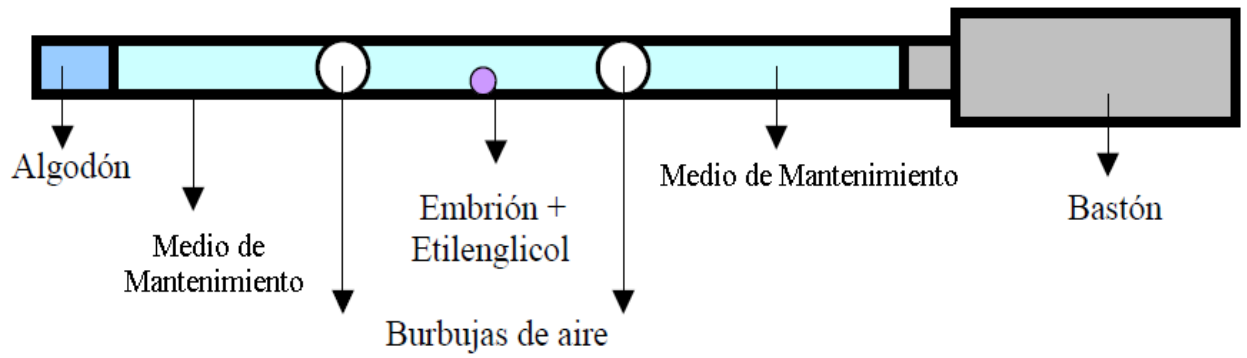 Algodón
Medio de
Mantenimiento
Embrión +
Etilenglicol
Burbujas de aire
Medio de Mantenimiento
Bastón